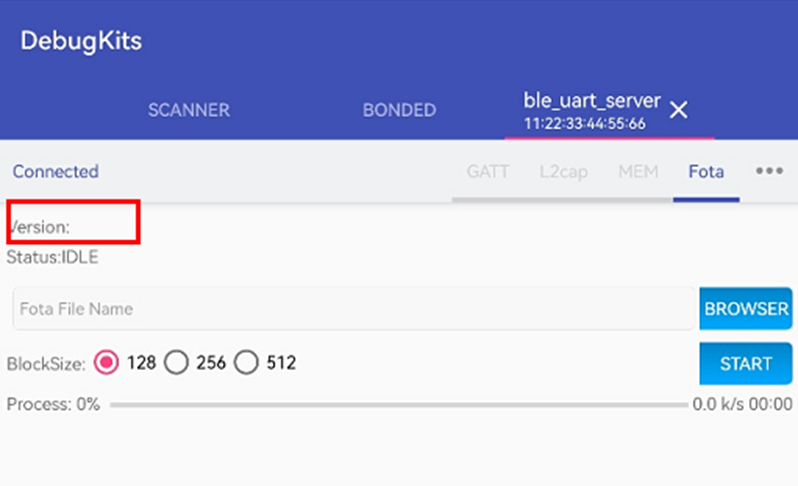 DebugKits
SCANNER
BONDED
ble_uart_server
11:22:33:44:55:66
Connected
GATT
L2cap
MEM
Fota
Version:
Status:IDLE
Fota File Name
BROWSER
BlockSize: 128 256 512
START
Process: 0%
0.0 k/s 00:00